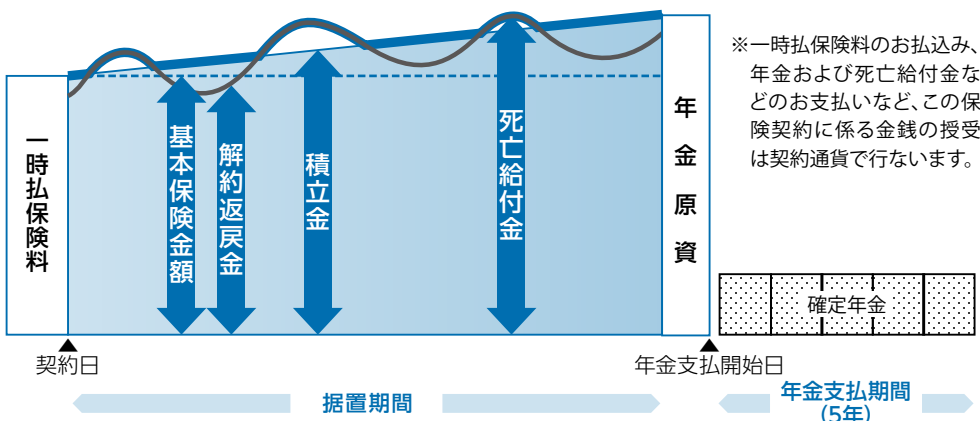 一時払保険料
基本保険金額
解約返戻金
積立金
死亡給付金
年金原資
※一時払保険料のお払込み、
年金および死亡給付金な
どのお支払いなど、この保
険契約に係る金銭の授受
は契約通貨で行ないます。
確定年金
契約日
年金支払開始日
据置期間
年金支払期間
(5年)